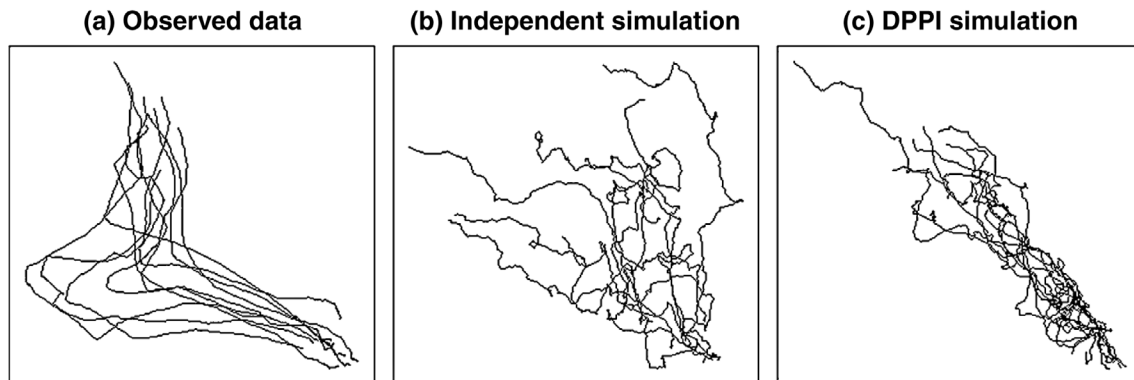 (a) Observed data
(b) Independent simulation
(c) DPPI simulation